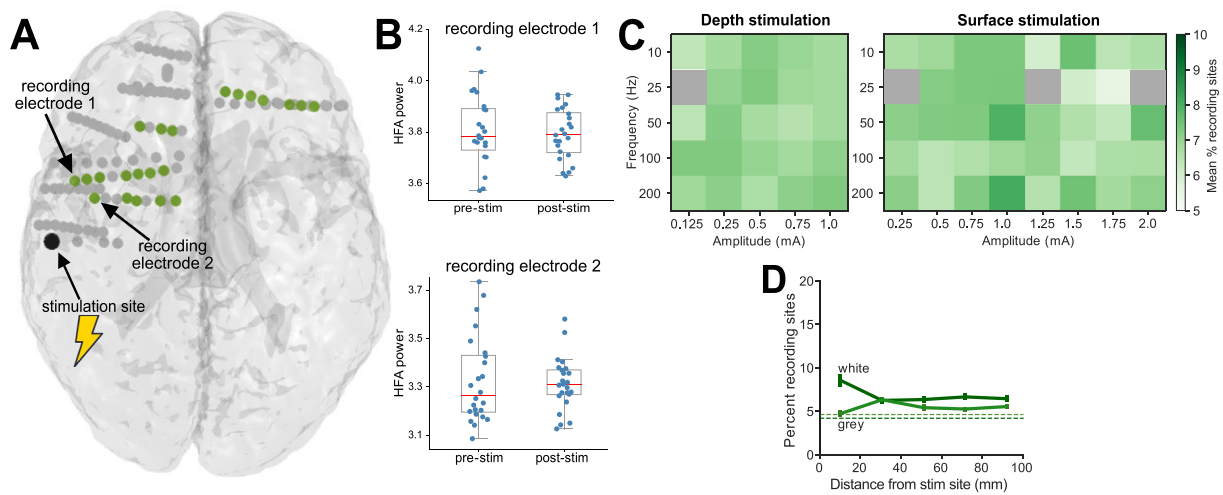 A
recording
electrode 1
recording
electrode 2
stimulation site
B
recording electrode 1
HFA power
4.2
4.0
3.8
3.6
pre-stim
post-stim
recording electrode 2
HFA power
3.7
3.5
3.3
3.1
pre-stim
post-stim
C
Depth stimulation
Frequency (Hz)
10
25
50
100
200
0.125 0.25 0.5 0.75 1.0
Amplitude (mA)
Surface stimulation
10
25
50
100
200
0.25 0.5 0.75 1.0 1.25 1.5 1.75 2.0
Amplitude (mA)
10
9
8
7
6
5
Mean % recording sites
D
Percent recording sites
20
15
10
5
0
white
grey
0 20 40 60 80 100
Distance from stim site (mm)